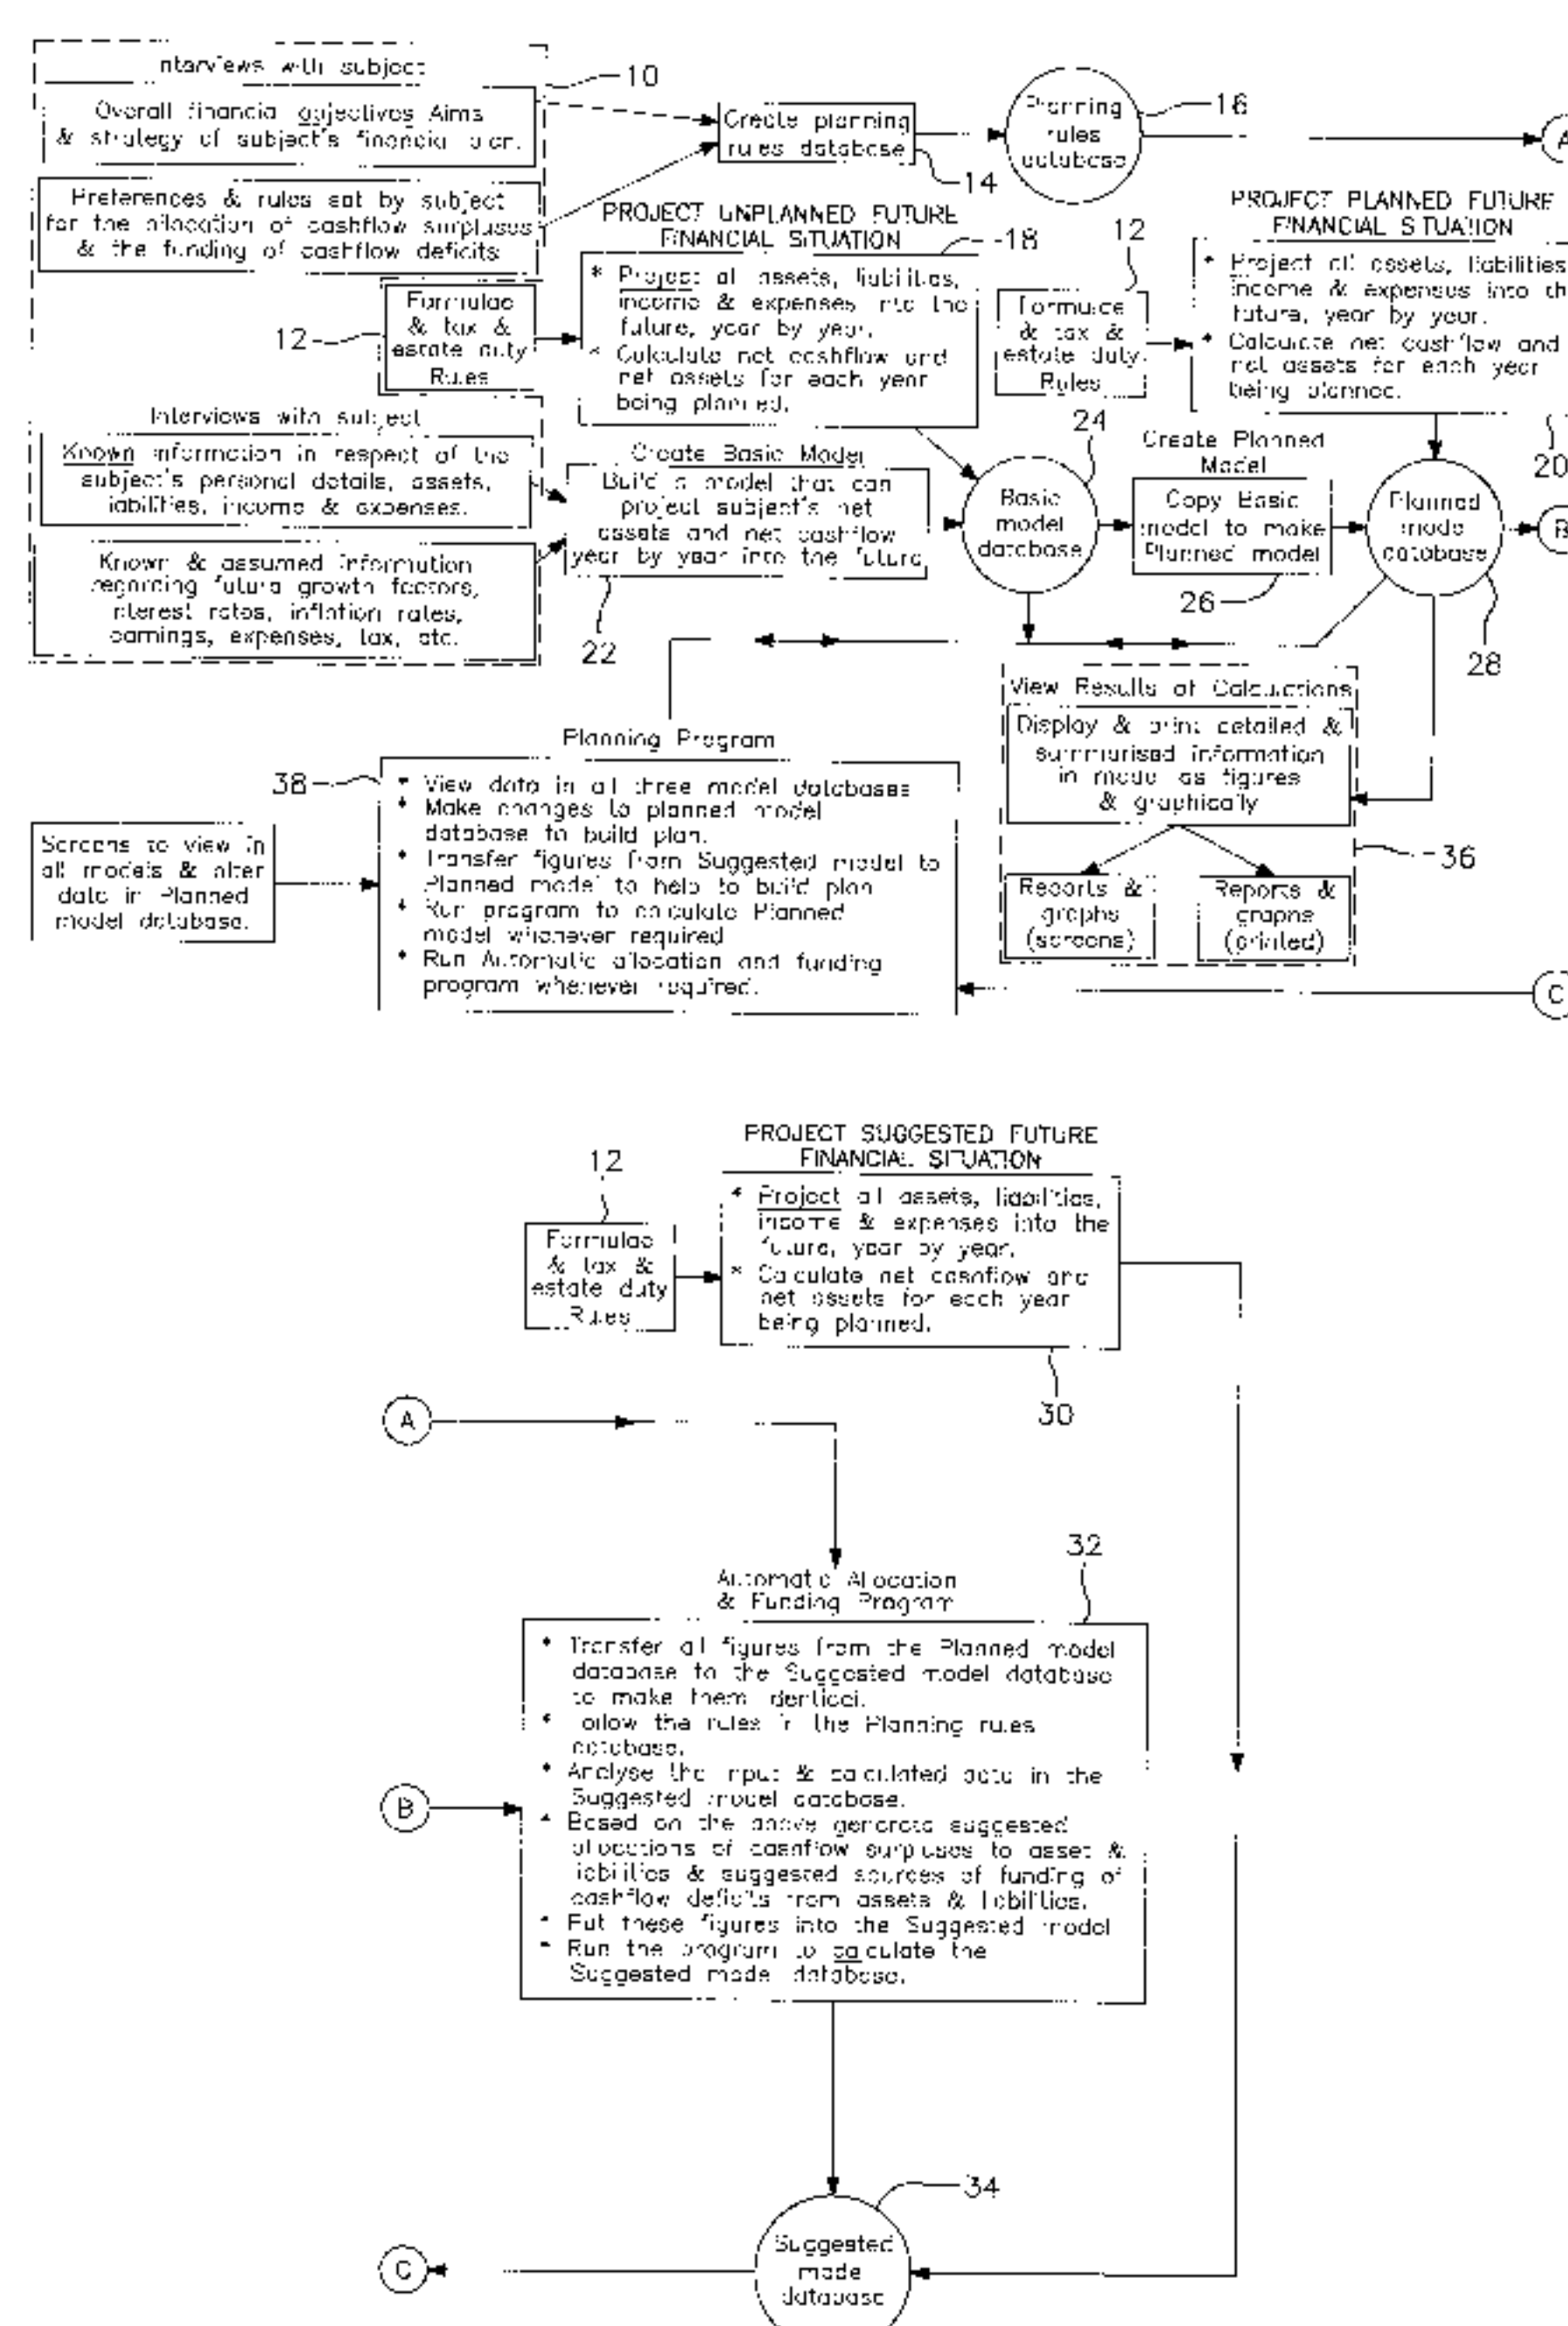 Interviews with subject
10
Overall financial objectives Aims
& strategy of subject's financial plan.
Create planning
rules database
14
Planning
rules
database
16
A
Preferences & rules set by subject
for the allocation of cashflow surpluses
& the funding of cashflow deficits
PROJECT UNPLANNED FUTURE
FINANCIAL SITUATION
18
* Project all assets, liabilities,
income & expenses into the
future, year by year.
* Calculate net cashflow and
net assets for each year
being planned.
12
Formulae
& tax &
estate duty
Rules
12
Formulae
& tax &
estate duty
Rules
PROJECT PLANNED FUTURE
FINANCIAL SITUATION
* Project all assets, liabilities
income & expenses into th
future, year by year.
* Calculate net cashflow and
net assets for each year
being planned.
20
Interviews with subject
Known information in respect of the
subject's personal details, assets,
liabilities, income & expenses.
Known & assumed information
regarding future growth factors,
interest rates, inflation rates,
earnings, expenses, tax, etc.
Create Basic Model
Build a model that can
project subject's net
assets and net cashflow
year by year into the future
22
24
Basic
model
database
Create Planned
Model
Copy Basic
model to make
Planned model
26
Planned
model
database
28
B
View Results of Calculations
Display & print detailed &
summarised information
in model as figures
& graphically
Reports &
graphs
(screens)
Reports &
graphs
(printed)
36
Planning Program
38
* View data in all three model databases
* Make changes to planned model
database to build plan.
* Transfer figures from Suggested model to
Planned model to help to build plan
* Run program to calculate Planned
model whenever required
* Run Automatic allocation and funding
program whenever required.
Screens to view in
all models & alter
data in Planned
model database.
C
PROJECT SUGGESTED FUTURE
FINANCIAL SITUATION
12
Formulae
& tax &
estate duty
Rules
* Project all assets, liabilities,
income & expenses into the
future, year by year.
* Calculate net cashflow and
net assets for each year
being planned.
30
A
32
Automatic Allocation
& Funding Program
* Transfer all figures from the Planned model
database to the Suggested model database
to make them identical.
* Follow the rules in the Planning rules
database.
* Analyse the input & calculated data in the
Suggested model database.
* Based on the above generate suggested
allocations of cashflow surpluses to asset &
liabilities & suggested sources of funding of
cashflow deficits from assets & liabilities.
* Put these figures into the Suggested model
* Run the program to calculate the
Suggested model database.
B
34
Suggested
model
database
C